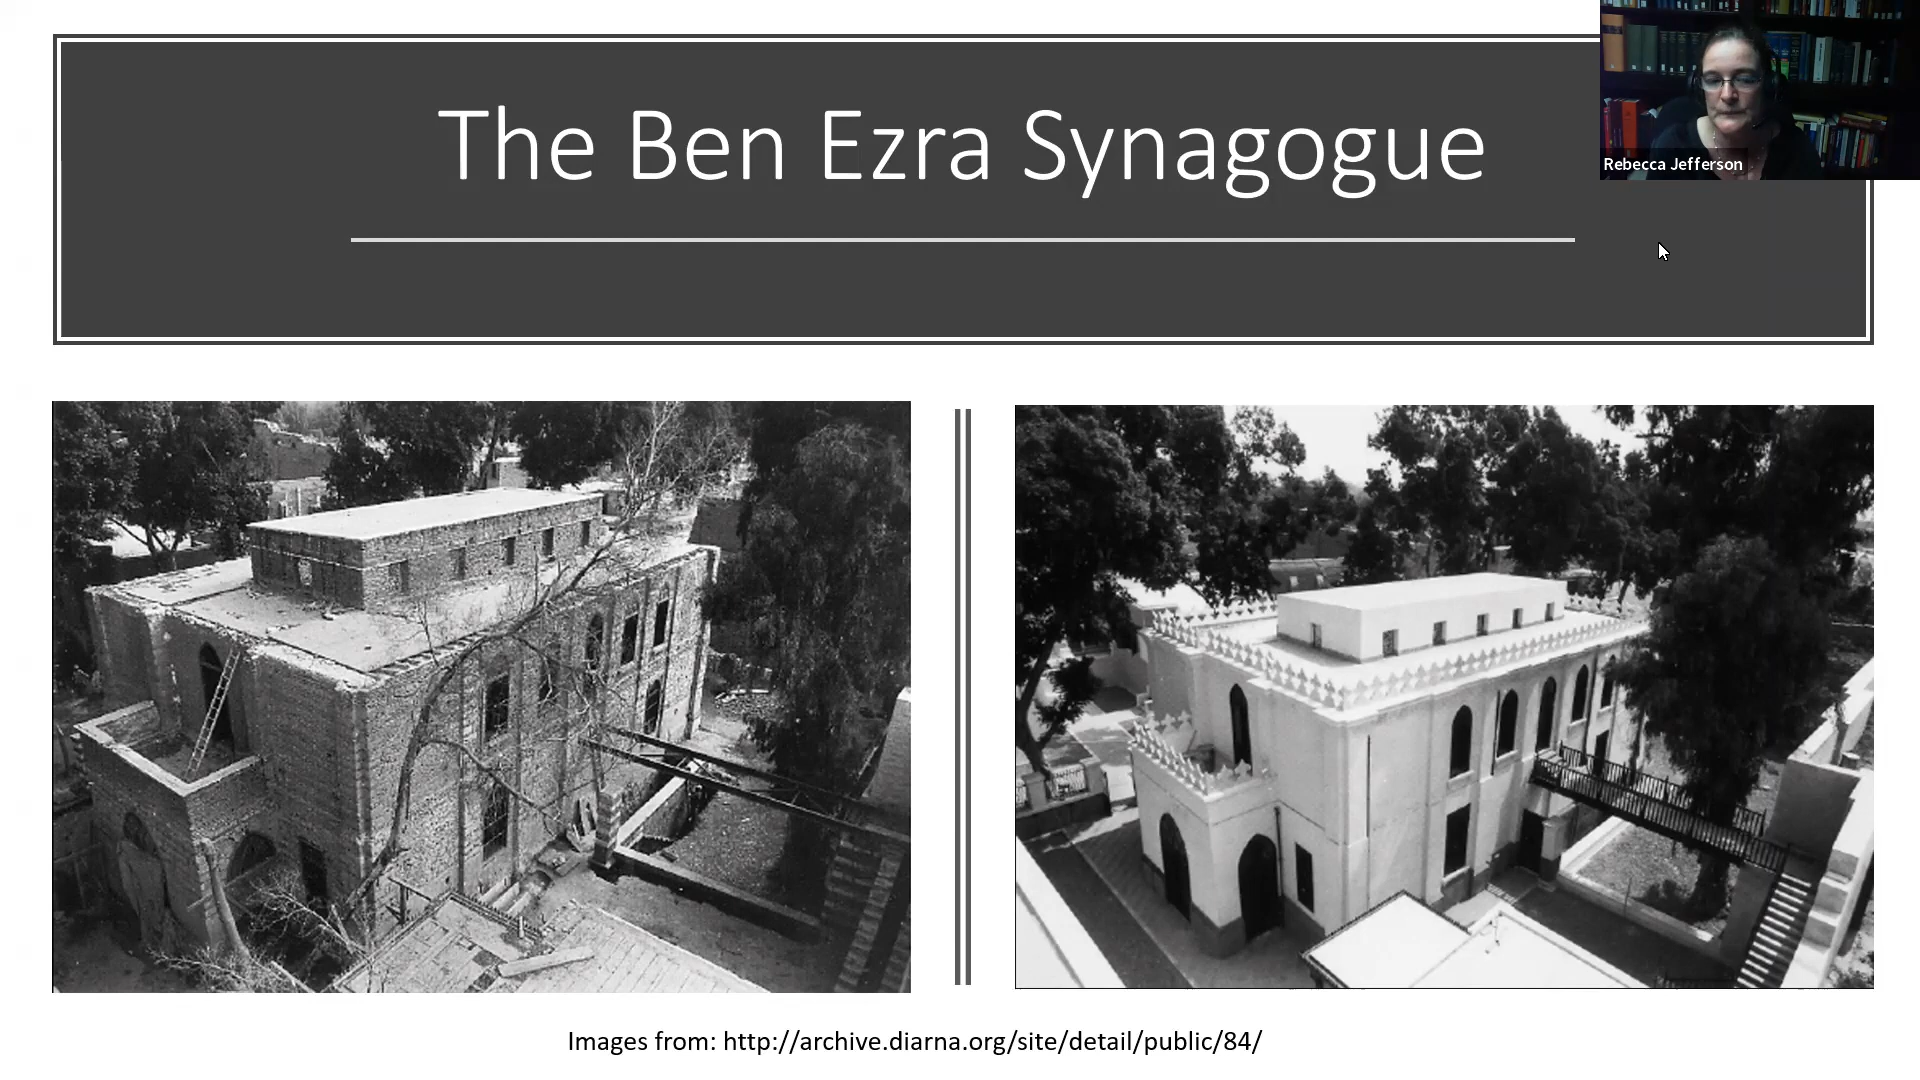 The Ben Ezra Synagogue
Rebecca Jefferson
Images from: http://archive.diarna.org/site/detail/public/84/